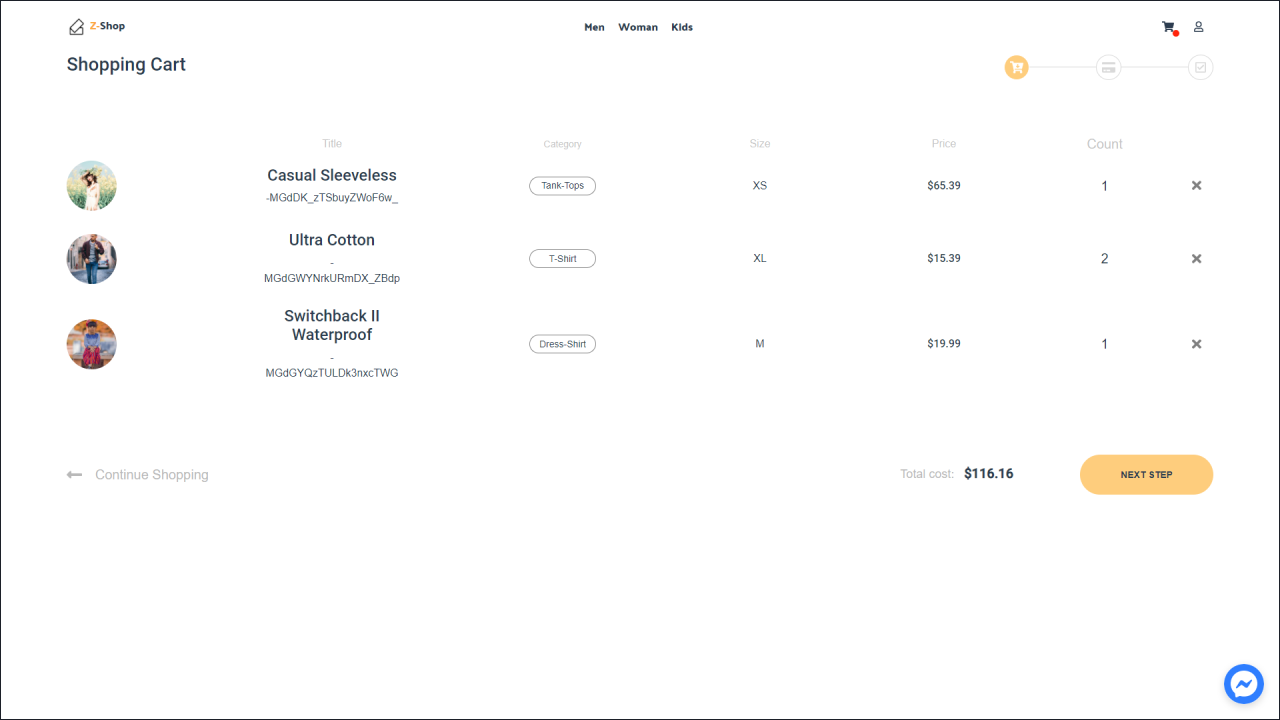 Z-Shop
Men Woman Kids
Shopping Cart
Title Category Size Price Count
Casual Sleeveless
-MGdDK_zTSbuyZWoF6w_
Tank-Tops XS $65.39 1
Ultra Cotton
-
MGdGWYNrkURmDX_ZBdp
T-Shirt XL $15.39 2
Switchback II
Waterproof
-
MGdGYQzTULDk3nxcTWG
Dress-Shirt M $19.99 1
Continue Shopping
Total cost: $116.16
NEXT STEP